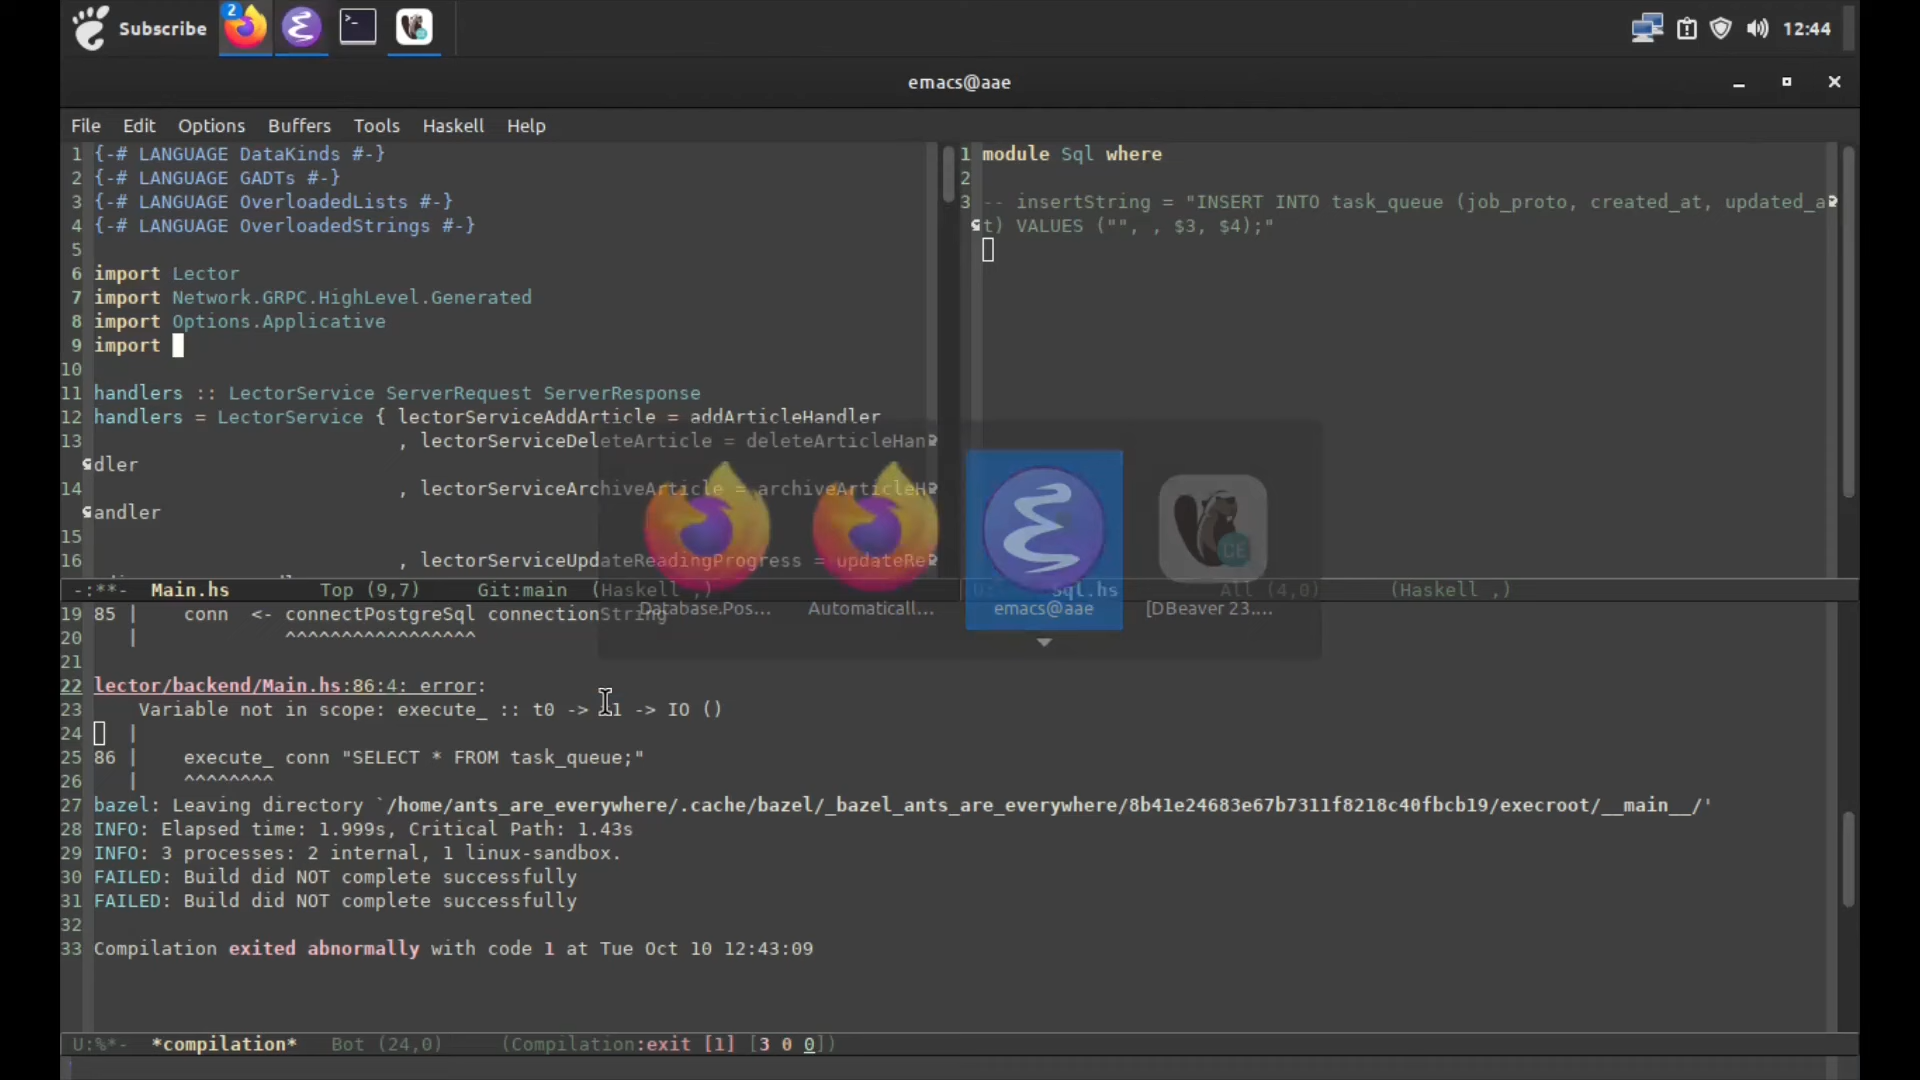 Subscribe
2
12:44
emacs@aae
File Edit Options Buffers Tools Haskell Help
1 {-# LANGUAGE DataKinds #-}
2 {-# LANGUAGE GADTs #-}
3 {-# LANGUAGE OverloadedLists #-}
4 {-# LANGUAGE OverloadedStrings #-}
5
6 import Lector
7 import Network.GRPC.HighLevel.Generated
8 import Options.Applicative
9 import
10
11 handlers :: LectorService ServerRequest ServerResponse
12 handlers = LectorService { lectorServiceAddArticle = addArticleHandler
13 , lectorServiceDeleteArticle = deleteArticleHan
dler
14 , lectorServiceArchiveArticle = archiveArticleH
andler
15
16 , lectorServiceUpdateReadingProgress = updateRe
-:**- Main.hs Top (9,7) Git:main (Haskell ,)
1 module Sql where
2
3 -- insertString = "INSERT INTO task_queue (job_proto, created_at, updated_a
t) VALUES ("", , $3, $4);"
Sql.hs All (4,0) (Haskell ,)
Database.Pos...
Automaticall...
emacs@aae
[DBeaver 23....
CE
19 85 | conn <- connectPostgreSql connectionString
20 | ^^^^^^^^^^^^^^^^^
21
22 lector/backend/Main.hs:86:4: error:
23 Variable not in scope: execute_ :: t0 -> 1 -> IO ()
24 |
25 86 | execute_ conn "SELECT * FROM task_queue;"
26 | ^^^^^^^^
27 bazel: Leaving directory `/home/ants_are_everywhere/.cache/bazel/_bazel_ants_are_everywhere/8b41e24683e67b7311f8218c40fbcb19/execroot/__main__/'
28 INFO: Elapsed time: 1.999s, Critical Path: 1.43s
29 INFO: 3 processes: 2 internal, 1 linux-sandbox.
30 FAILED: Build did NOT complete successfully
31 FAILED: Build did NOT complete successfully
32
33 Compilation exited abnormally with code 1 at Tue Oct 10 12:43:09
U:%*- *compilation* Bot (24,0) (Compilation:exit [1] [3 0 0])